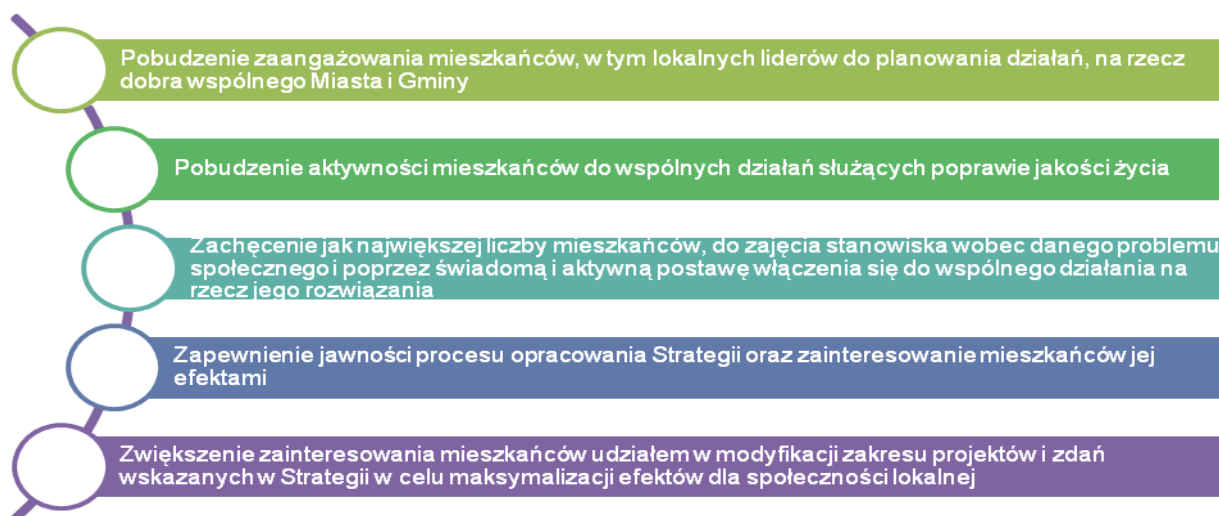 Pobudzenie zaangażowania mieszkańców, w tym lokalnych liderów do planowania działań, na rzecz
dobra wspólnego Miasta i Gminy
Pobudzenie aktywności mieszkańców do wspólnych działań służących poprawie jakości życia
Zachęcenie jak największej liczby mieszkańców, do zajęcia stanowiska wobec danego problemu
społecznego i poprzez świadomą i aktywną postawę włączenia się do wspólnego działania na
rzecz jego rozwiązania
Zapewnienie jawności procesu opracowania Strategii oraz zainteresowanie mieszkańców jej
efektami
Zwiększenie zainteresowania mieszkańców udziałem w modyfikacji zakresu projektów i zdań
wskazanych w Strategii w celu maksymalizacji efektów dla społeczności lokalnej